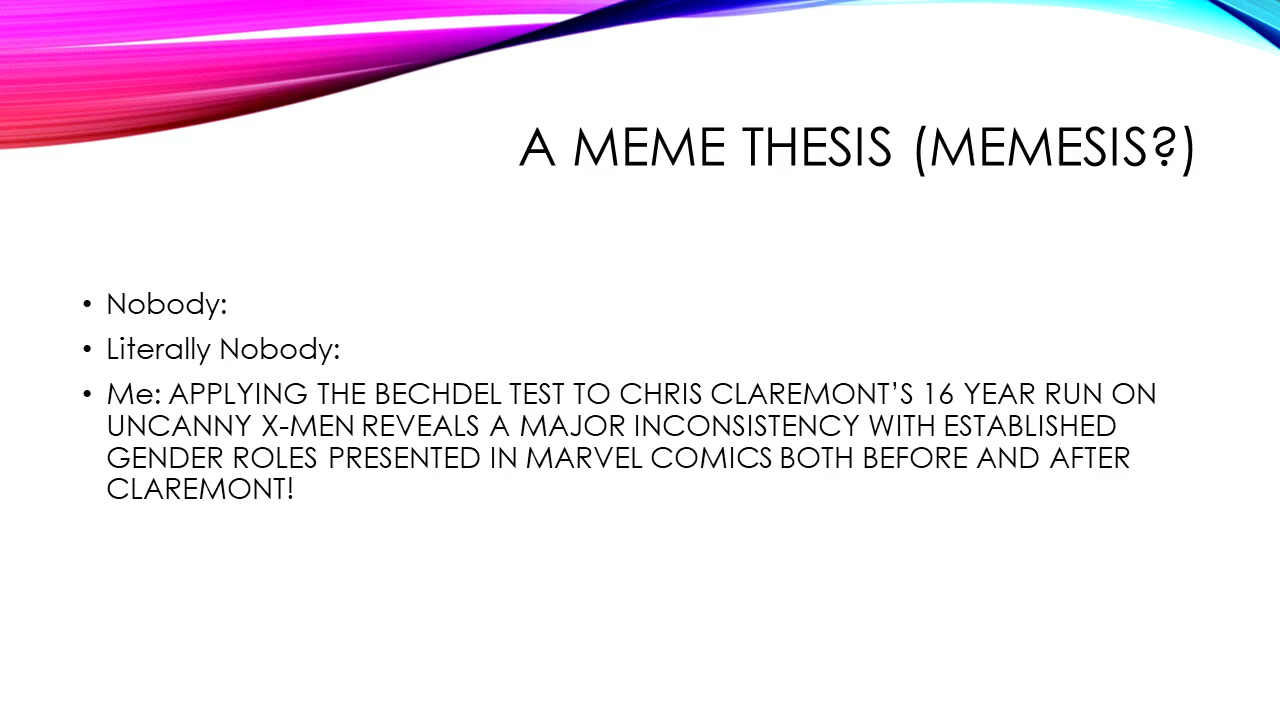 A MEME THESIS (MEMESIS?)
• Nobody:
• Literally Nobody:
• Me: APPLYING THE BECHDEL TEST TO CHRIS CLAREMONT’S 16 YEAR RUN ON
UNCANNY X-MEN REVEALS A MAJOR INCONSISTENCY WITH ESTABLISHED
GENDER ROLES PRESENTED IN MARVEL COMICS BOTH BEFORE AND AFTER
CLAREMONT!